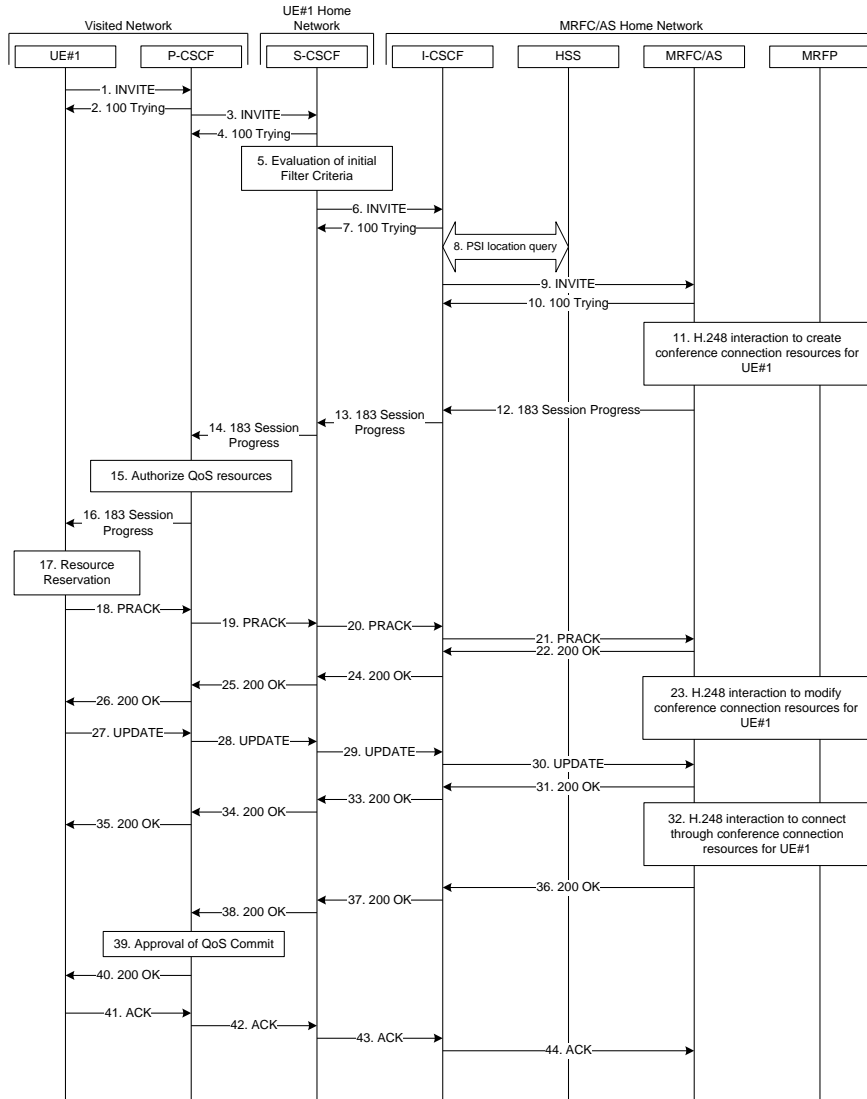 UE#1 Home
Network
Visited Network
MRFC/AS Home Network
UE#1
P-CSCF
S-CSCF
I-CSCF
HSS
MRFC/AS
MRFP
1. INVITE
2. 100 Trying
3. INVITE
4. 100 Trying
5. Evaluation of initial
Filter Criteria
6. INVITE
7. 100 Trying
8. PSI location query
9. INVITE
10. 100 Trying
11. H.248 interaction to create
conference connection resources for
UE#1
12. 183 Session Progress
13. 183 Session
Progress
14. 183 Session
Progress
15. Authorize QoS resources
16. 183 Session
Progress
17. Resource
Reservation
18. PRACK
19. PRACK
20. PRACK
21. PRACK
22. 200 OK
23. H.248 interaction to modify
conference connection resources for
UE#1
24. 200 OK
25. 200 OK
26. 200 OK
27. UPDATE
28. UPDATE
29. UPDATE
30. UPDATE
31. 200 OK
32. H.248 interaction to connect
through conference connection
resources for UE#1
33. 200 OK
34. 200 OK
35. 200 OK
36. 200 OK
37. 200 OK
38. 200 OK
39. Approval of QoS Commit
40. 200 OK
41. ACK
42. ACK
43. ACK
44. ACK